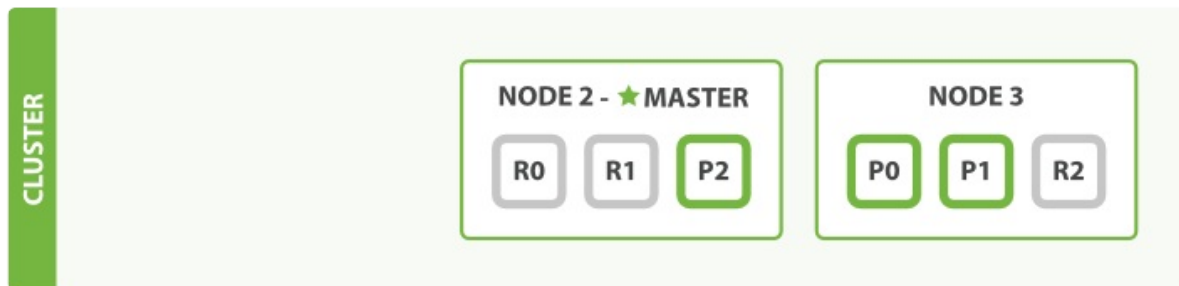 CLUSTER
NODE 2 - ★ MASTER
R0 R1 P2
NODE 3
P0 P1 R2